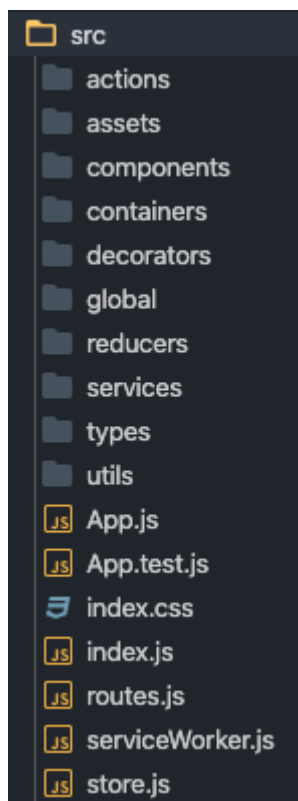 src
actions
assets
components
containers
decorators
global
reducers
services
types
utils
JS App.js
JS App.test.js
index.css
JS index.js
JS routes.js
JS serviceWorker.js
JS store.js